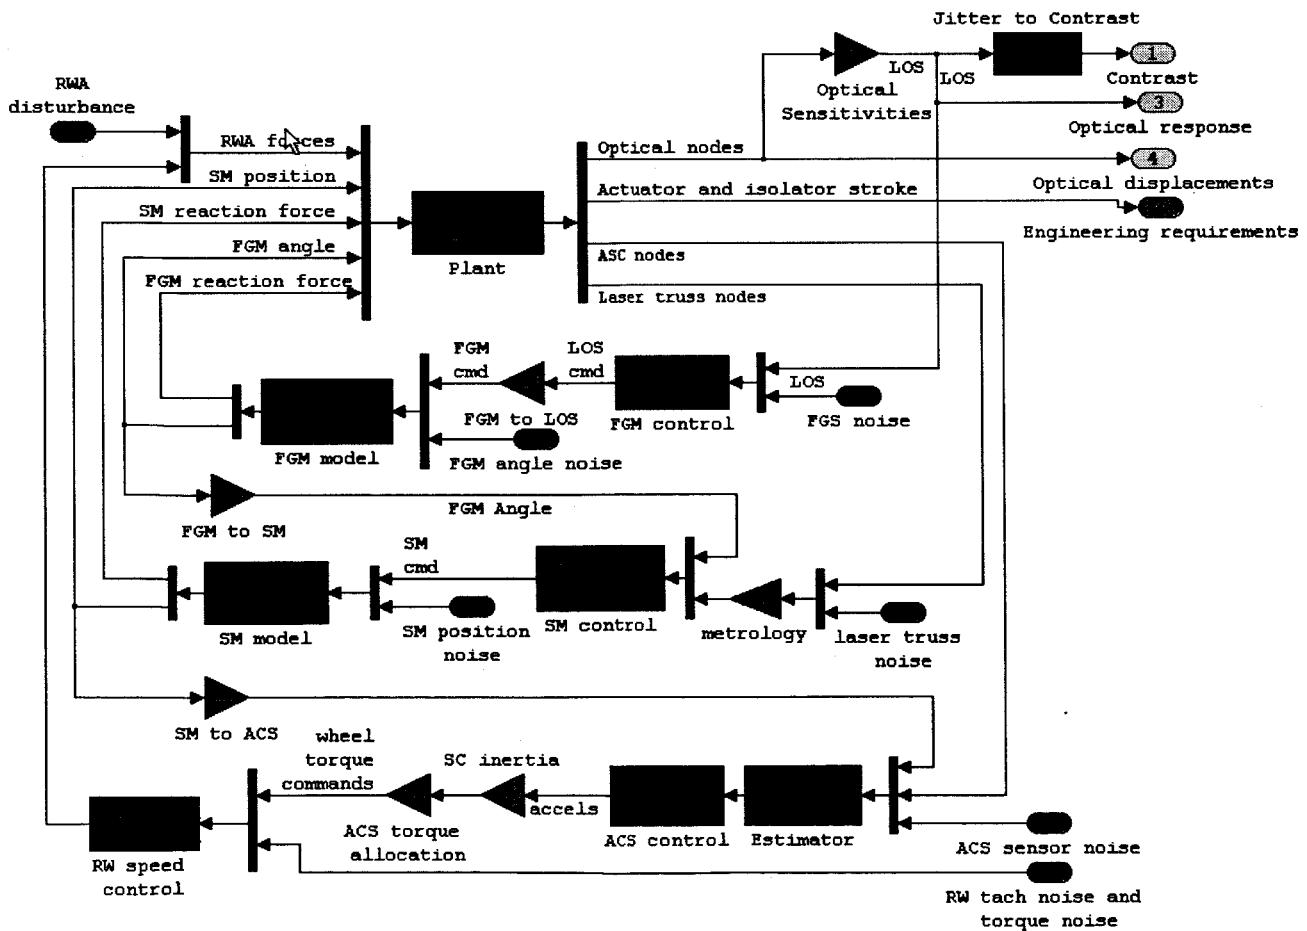 Jitter to Contrast
1
LOS
LOS
Contrast
RWA
disturbance
Optical
Sensitivities
3
Optical response
RWA forces
Optical nodes
4
SM position
Actuator and isolator stroke
Optical displacements
SM reaction force
Engineering requirements
FGM angle
ASC nodes
Plant
FGM reaction force
Laser truss nodes
FGM
cmd
LOS
cmd
LOS
FGM to LOS
FGM control
FGS noise
FGM model
FGM angle noise
FGM Angle
FGM to SM
SM
cmd
SM model
SM position
noise
SM control
metrology
laser truss
noise
SM to ACS
wheel
torque
commands
SC inertia
accels
ACS torque
allocation
ACS control
Estimator
ACS sensor noise
RW speed
control
RW tach noise and
torque noise